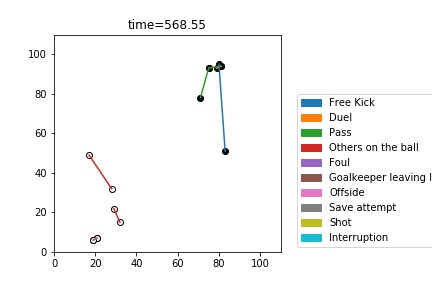 time=568.55
100
80
60
40
20
0
0 20 40 60 80 100
Free Kick
Duel
Pass
Others on the ball
Foul
Goalkeeper leaving l
Offside
Save attempt
Shot
Interruption